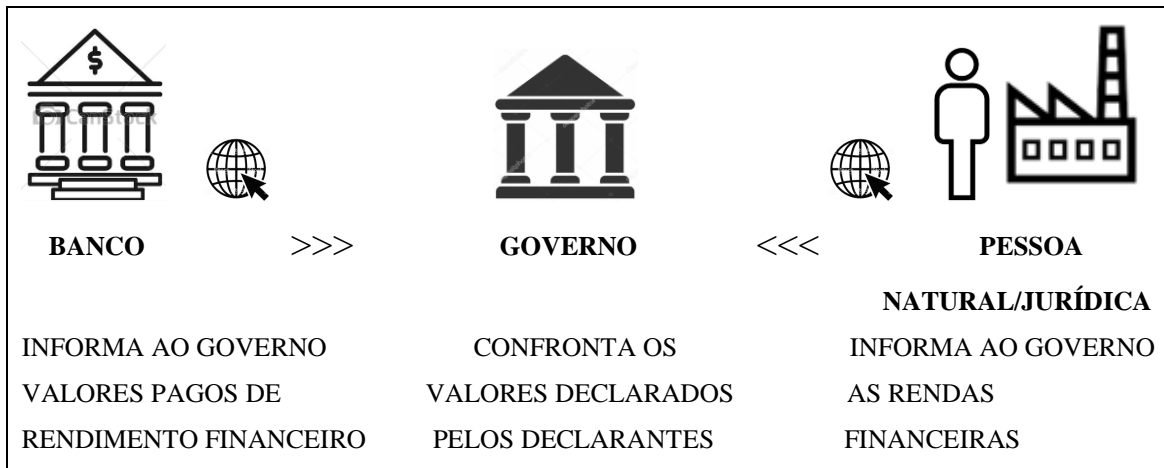 $
CanStock
BANCO >>> GOVERNO <<< PESSOA
NATURAL/JURÍDICA
INFORMA AO GOVERNO CONFRONTA OS INFORMA AO GOVERNO
VALORES PAGOS DE VALORES DECLARADOS AS RENDAS
RENDIMENTO FINANCEIRO PELOS DECLARANTES FINANCEIRAS